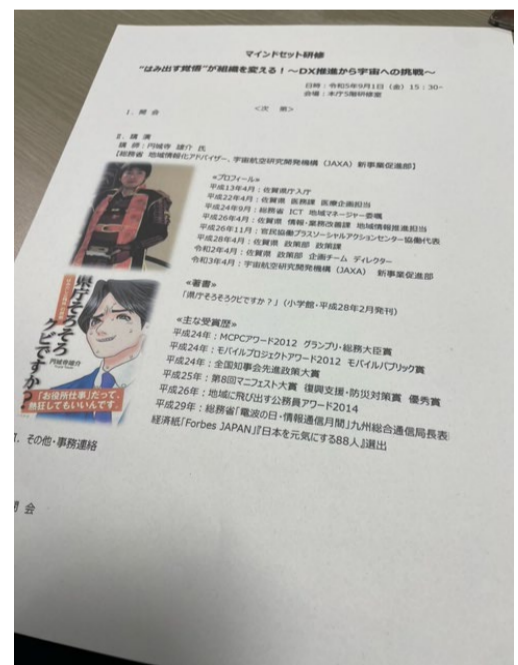 マインドセット研修
“はみ出す覚悟”が組織を変える！～DX推進から宇宙への挑戦～
日時：令和5年9月1日（金）15：30-
会場：本庁5階研修室
<次　第>
Ⅰ．開　会
Ⅱ．講　演
講　師：円城寺　雄介　氏
【総務省　地域情報化アドバイザー、宇宙航空研究開発機構（JAXA）新事業促進部】
≪プロフィール≫
平成13年4月：佐賀県庁入庁
平成22年4月：佐賀県　医務課　医療企画担当
平成24年9月：総務省　ICT　地域マネージャー委嘱
平成26年4月：佐賀県　情報・業務改善課　地域情報推進担当
平成26年11月：官民協働プラスソーシャルアクションセンター協働代表
平成28年4月：佐賀県　政策部　政策課
令和2年4月：佐賀県　政策部　企画チーム　ディレクター
令和3年4月：宇宙航空研究開発機構（JAXA）　新事業促進部
県庁そろそろクビですか？
円城寺雄介
「お役所仕事」だって、
熱狂してもいいんです。
≪著書≫
「県庁そろそろクビですか？」（小学館・平成28年2月発刊）
≪主な受賞歴≫
平成24年：MCPCアワード2012　グランプリ・総務大臣賞
平成24年：モバイルプロジェクトアワード2012　モバイルパブリック賞
平成24年：全国知事会先進政策大賞
平成25年：第8回マニフェスト大賞　復興支援・防災対策賞　優秀賞
平成26年：地域に飛び出す公務員アワード2014
平成29年：総務省「電波の日・情報通信月間」九州総合通信局長表
経済紙「Forbes JAPAN」『日本を元気にする88人』選出
Ⅰ．その他・事務連絡
閉　会